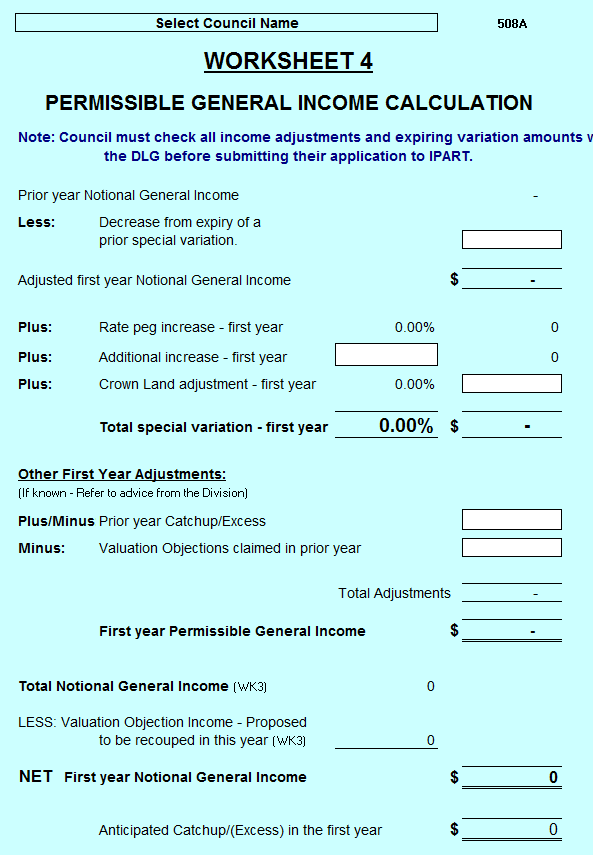 Select Council Name 508A
WORKSHEET 4
PERMISSIBLE GENERAL INCOME CALCULATION
Note: Council must check all income adjustments and expiring variation amounts w
the DLG before submitting their application to IPART.
Prior year Notional General Income -
Less: Decrease from expiry of a
prior special variation.
Adjusted first year Notional General Income $ -
Plus: Rate peg increase - first year 0.00% 0
Plus: Additional increase - first year 0
Plus: Crown Land adjustment - first year 0.00%
Total special variation - first year 0.00% $ -
Other First Year Adjustments:
(If known - Refer to advice from the Division)
Plus/Minus Prior year Catchup/Excess
Minus: Valuation Objections claimed in prior year
Total Adjustments -
First year Permissible General Income $ -
Total Notional General Income (WK3) 0
LESS: Valuation Objection Income - Proposed
to be recouped in this year (WK3) 0
NET First year Notional General Income $ 0
Anticipated Catchup/(Excess) in the first year $ 0